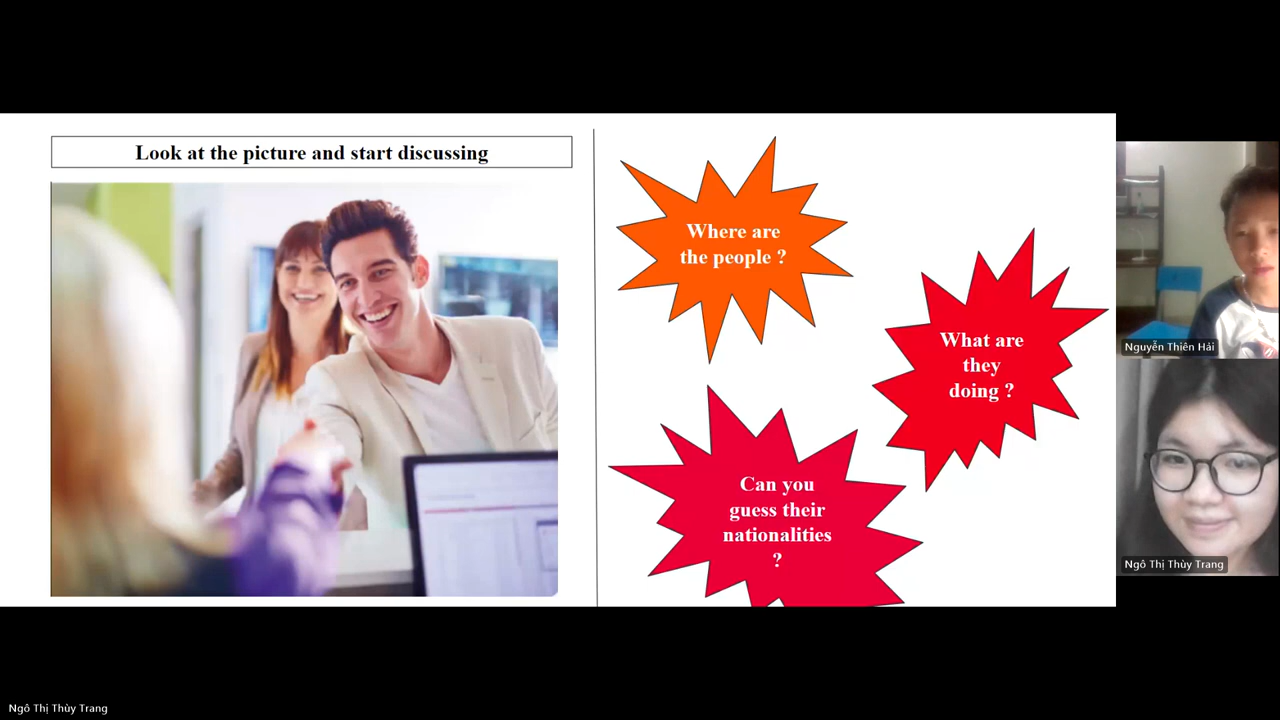 Look at the picture and start discussing
Where are
the people ?
What are
they
doing ?
Can you
guess their
nationalities
?
Nguyễn Thiên Hải
Ngô Thị Thùy Trang
Ngô Thị Thùy Trang